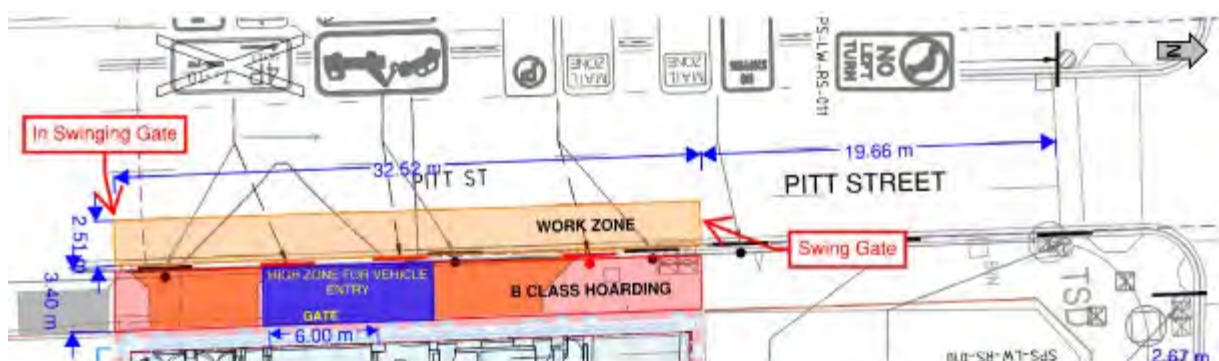 SPS-LW-RS-011
NO
LEFT
TURN
MAIL
ZONE
MAIL
ZONE
N
In Swinging Gate
32.52 m
19.66 m
PITT ST
PITT STREET
2.51
WORK ZONE
Swing Gate
HIGH ZONE FOR VEHICLE
ENTRY
B CLASS HOARDING
BIN
TSD
3.40 m
GATE
6.00 m
SPS-LW-RS-010
2.67 m